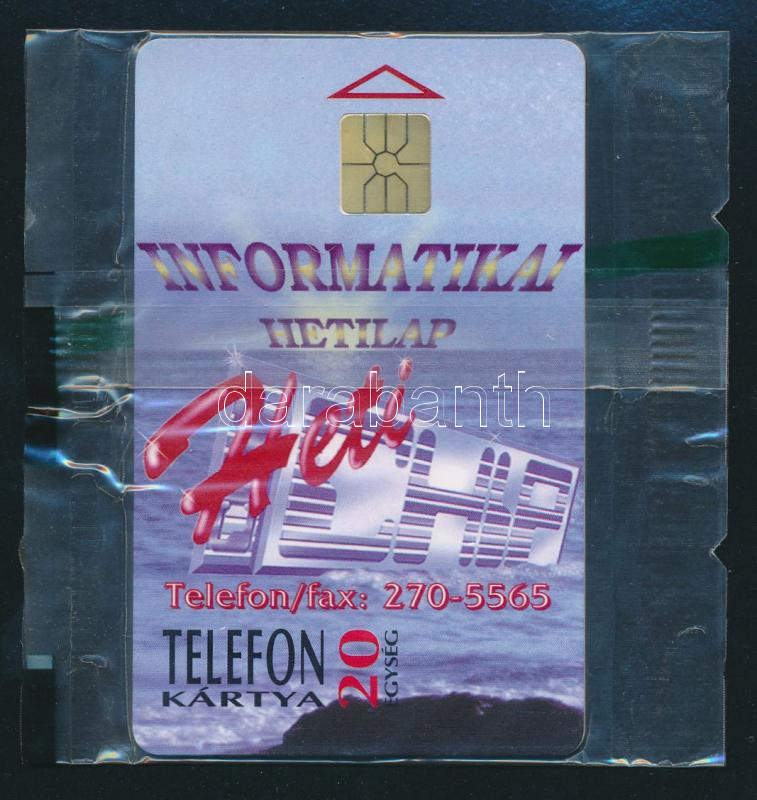 INFORMATIKAI
HETILAP
Heti
CHIP
darabanth
Telefon/fax: 270-5565
TELEFON
KÁRTYA
20
EGYSÉG